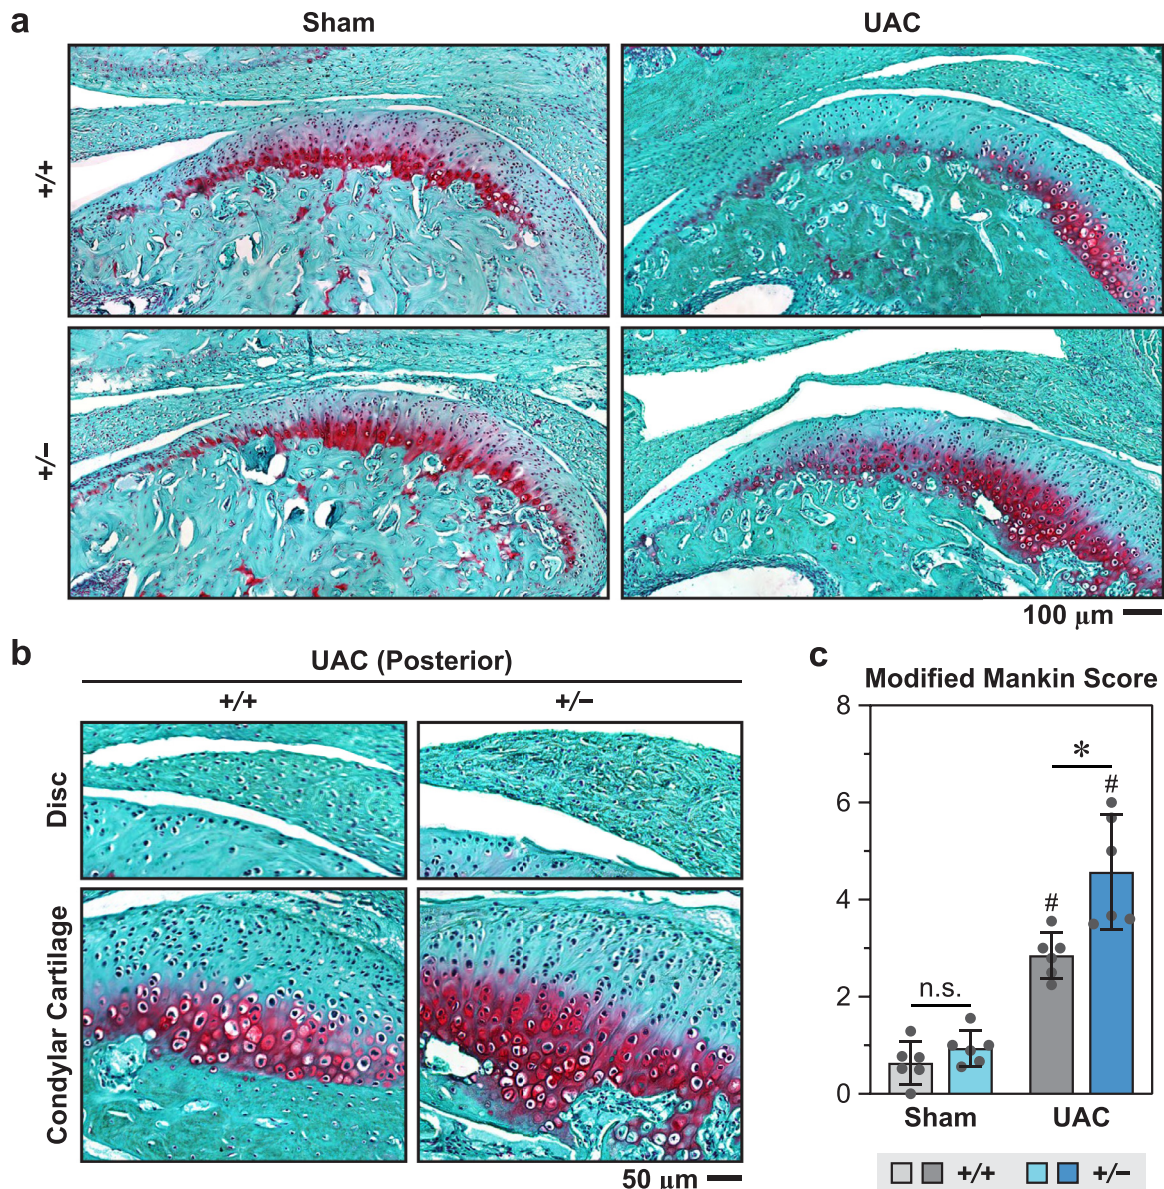 a
Sham
UAC
+/+
+/−
100 μm
b
UAC (Posterior)
+/+
+/−
Disc
Condylar Cartilage
50 μm
c
Modified Mankin Score
8
6
4
2
0
n.s.
#
*
#
Sham
UAC
+/+
+/−